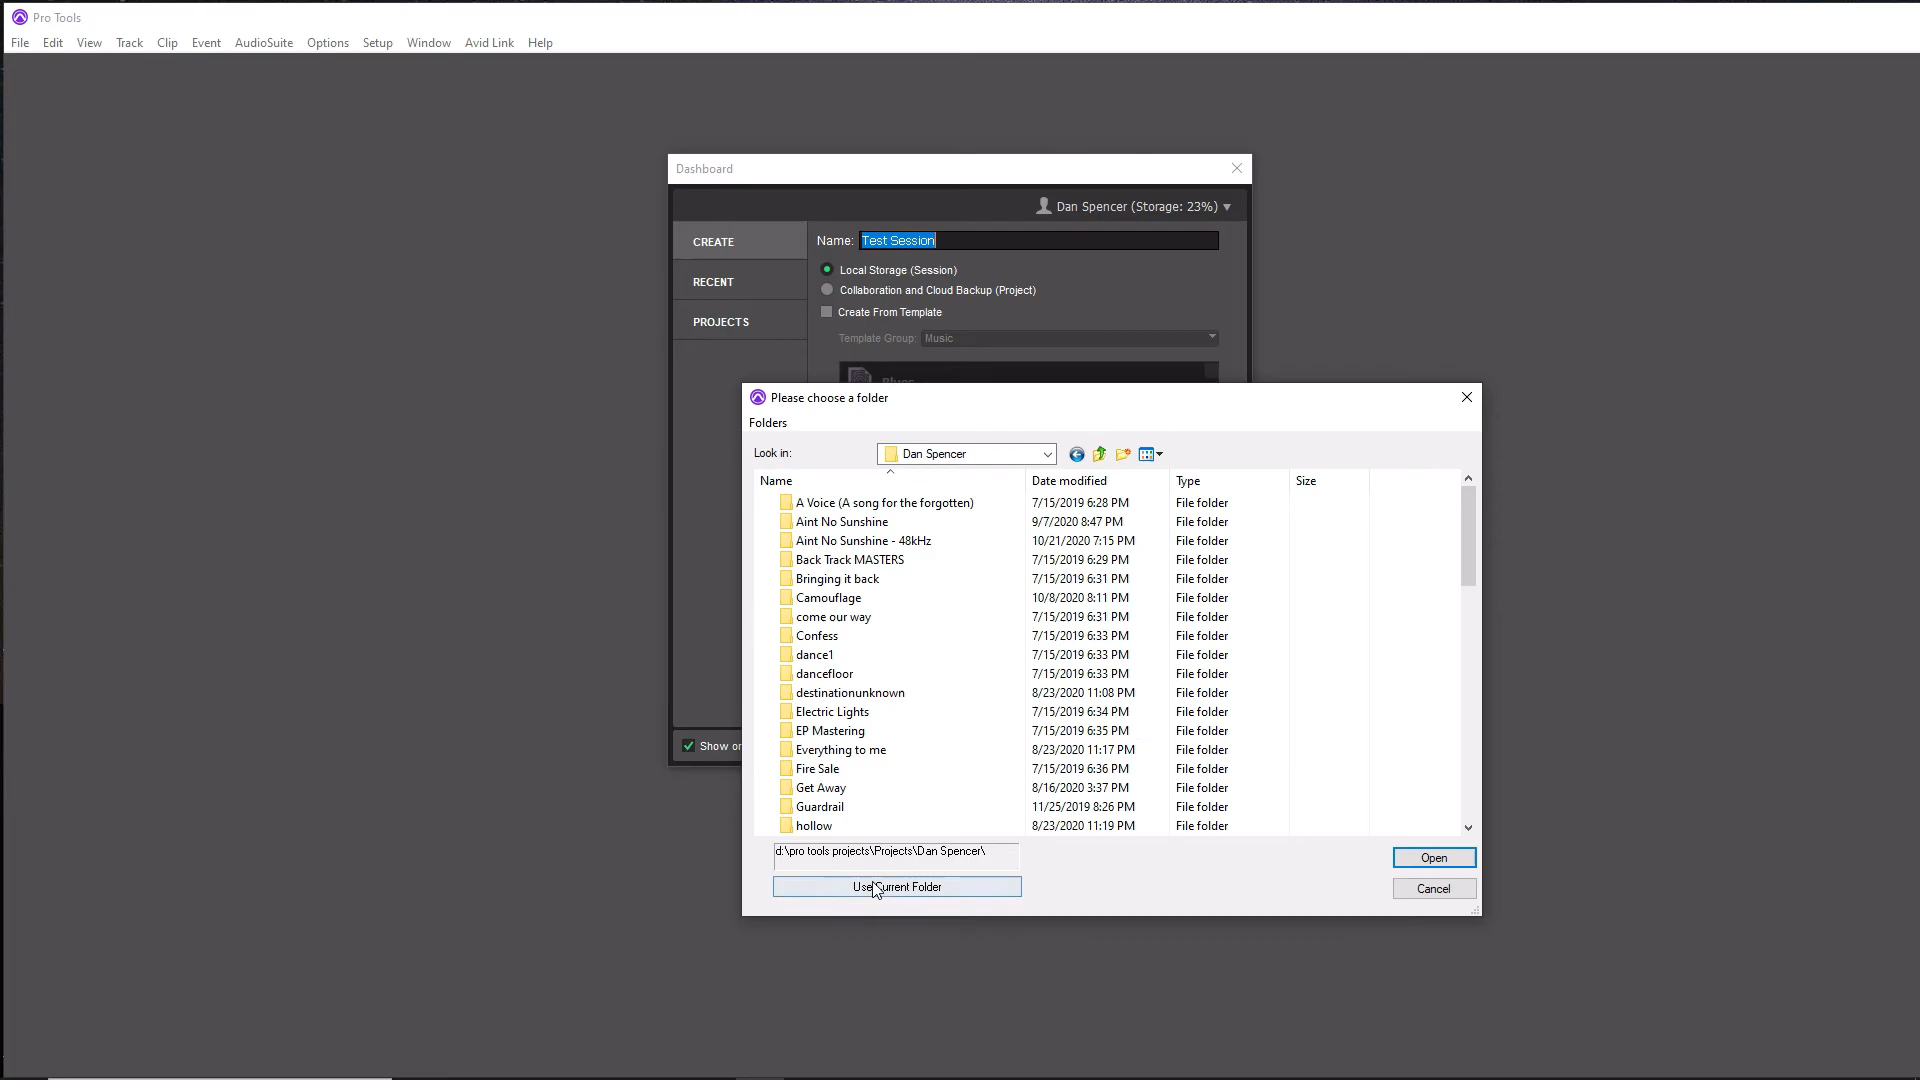 Pro Tools
File Edit View Track Clip Event AudioSuite Options Setup Window Avid Link Help
Dashboard
Dan Spencer (Storage: 23%)
CREATE
Name: Test Session
Local Storage (Session)
RECENT
Collaboration and Cloud Backup (Project)
Create From Template
PROJECTS
Template Group: Music
Blues
Please choose a folder
Folders
Look in: Dan Spencer
Name Date modified Type Size
A Voice (A song for the forgotten) 7/15/2019 6:28 PM File folder
Aint No Sunshine 9/7/2020 8:47 PM File folder
Aint No Sunshine - 48kHz 10/21/2020 7:15 PM File folder
Back Track MASTERS 7/15/2019 6:29 PM File folder
Bringing it back 7/15/2019 6:31 PM File folder
Camouflage 10/8/2020 8:11 PM File folder
come our way 7/15/2019 6:31 PM File folder
Confess 7/15/2019 6:33 PM File folder
dance1 7/15/2019 6:33 PM File folder
dancefloor 7/15/2019 6:33 PM File folder
destinationunknown 8/23/2020 11:08 PM File folder
Electric Lights 7/15/2019 6:34 PM File folder
EP Mastering 7/15/2019 6:35 PM File folder
Show or
Everything to me 8/23/2020 11:17 PM File folder
Fire Sale 7/15/2019 6:36 PM File folder
Get Away 8/16/2020 3:37 PM File folder
Guardrail 11/25/2019 8:26 PM File folder
hollow 8/23/2020 11:19 PM File folder
d:\pro tools projects\Projects\Dan Spencer\
Open
Use Current Folder
Cancel